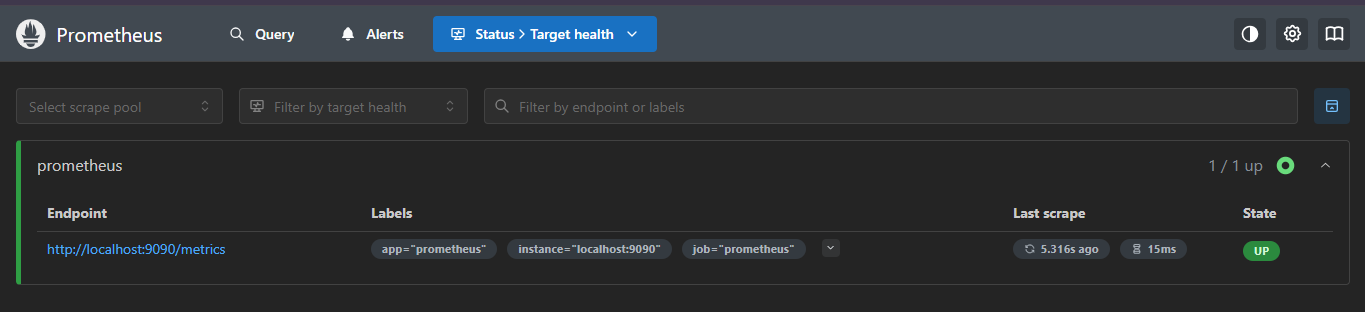 Prometheus Query Alerts Status > Target health
Select scrape pool Filter by target health Filter by endpoint or labels
prometheus 1 / 1 up
Endpoint Labels Last scrape State
http://localhost:9090/metrics app="prometheus" instance="localhost:9090" job="prometheus" 5.316s ago 15ms UP